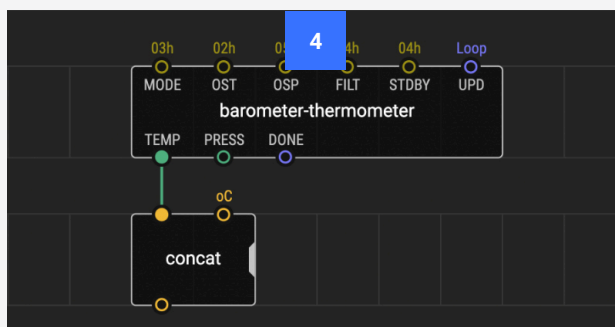 4
03h 02h 04h Loop
MODE OST OSP FILT STDBY UPD
barometer-thermometer
TEMP PRESS DONE
oC
concat